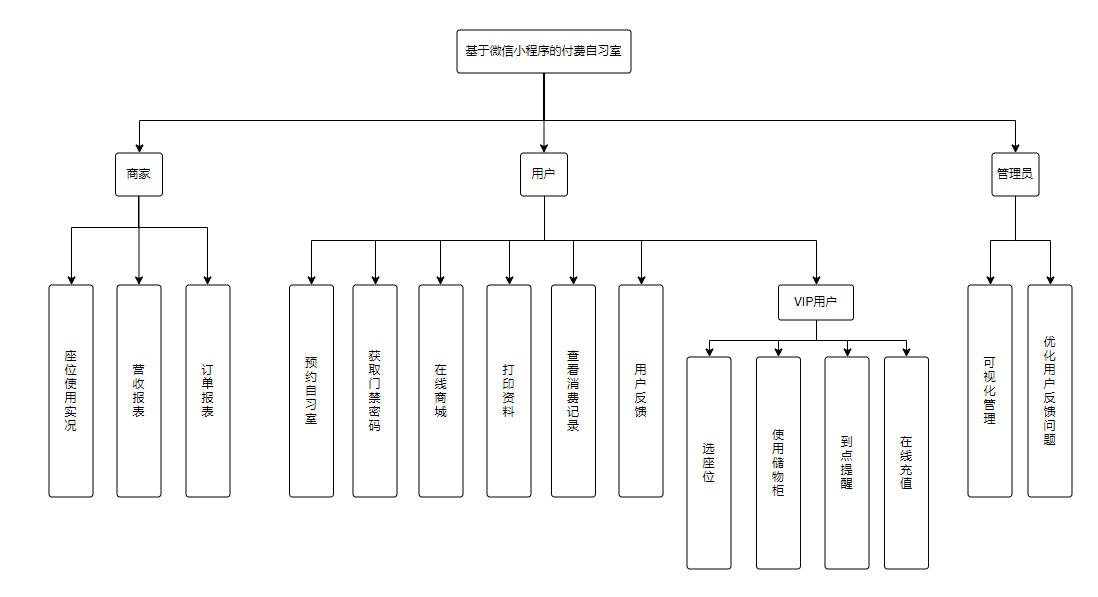 基于微信小程序的付费自习室
商家
用户
管理员
座位使用实况
营收报表
订单报表
预约自习室
获取门禁密码
在线商城
打印资料
查看消费记录
用户反馈
VIP用户
选座位
使用储物柜
到点提醒
在线充值
可视化管理
优化用户反馈问题